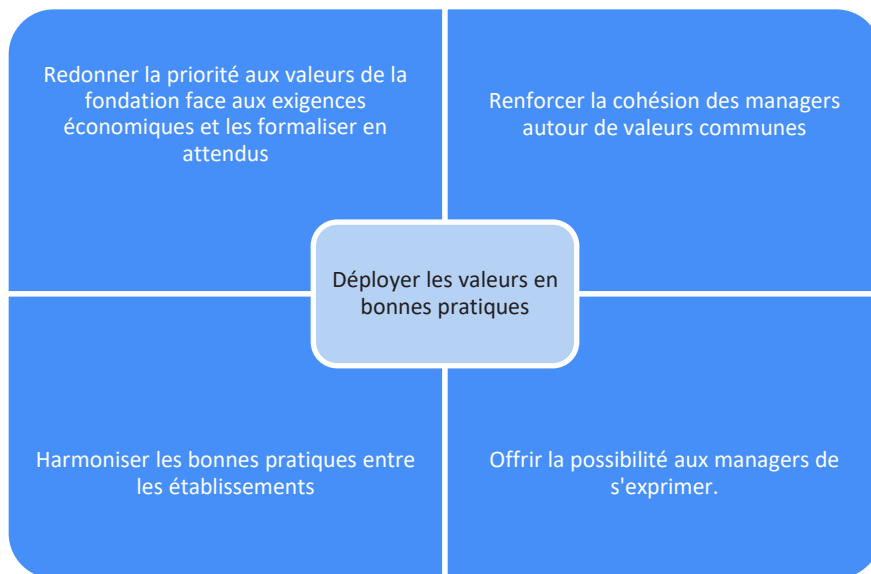 Redonner la priorité aux valeurs de la
fondation face aux exigences
économiques et les formaliser en
attendus
Renforcer la cohésion des managers
autour de valeurs communes
Déployer les valeurs en
bonnes pratiques
Harmoniser les bonnes pratiques entre
les établissements
Offrir la possibilité aux managers de
s'exprimer.